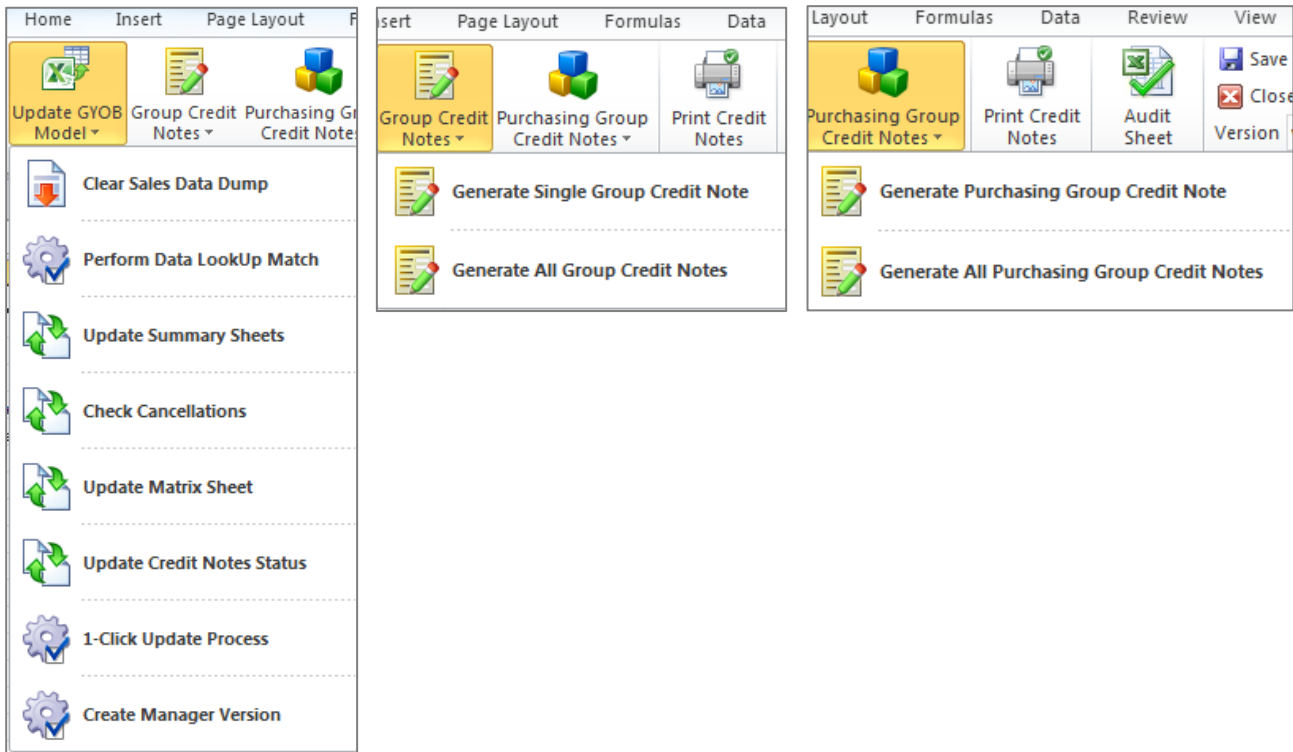 Home Insert Page Layout F
Update GYOB Group Credit Purchasing Gr
Model Notes Credit Notes
Clear Sales Data Dump
Perform Data LookUp Match
Update Summary Sheets
Check Cancellations
Update Matrix Sheet
Update Credit Notes Status
1-Click Update Process
Create Manager Version
nsert Page Layout Formulas Data
Group Credit Purchasing Group Print Credit
Notes Credit Notes Notes
Generate Single Group Credit Note
Generate All Group Credit Notes
Layout Formulas Data Review View
Purchasing Group Print Credit Audit Save
Credit Notes Notes Sheet Close
Version
Generate Purchasing Group Credit Note
Generate All Purchasing Group Credit Notes